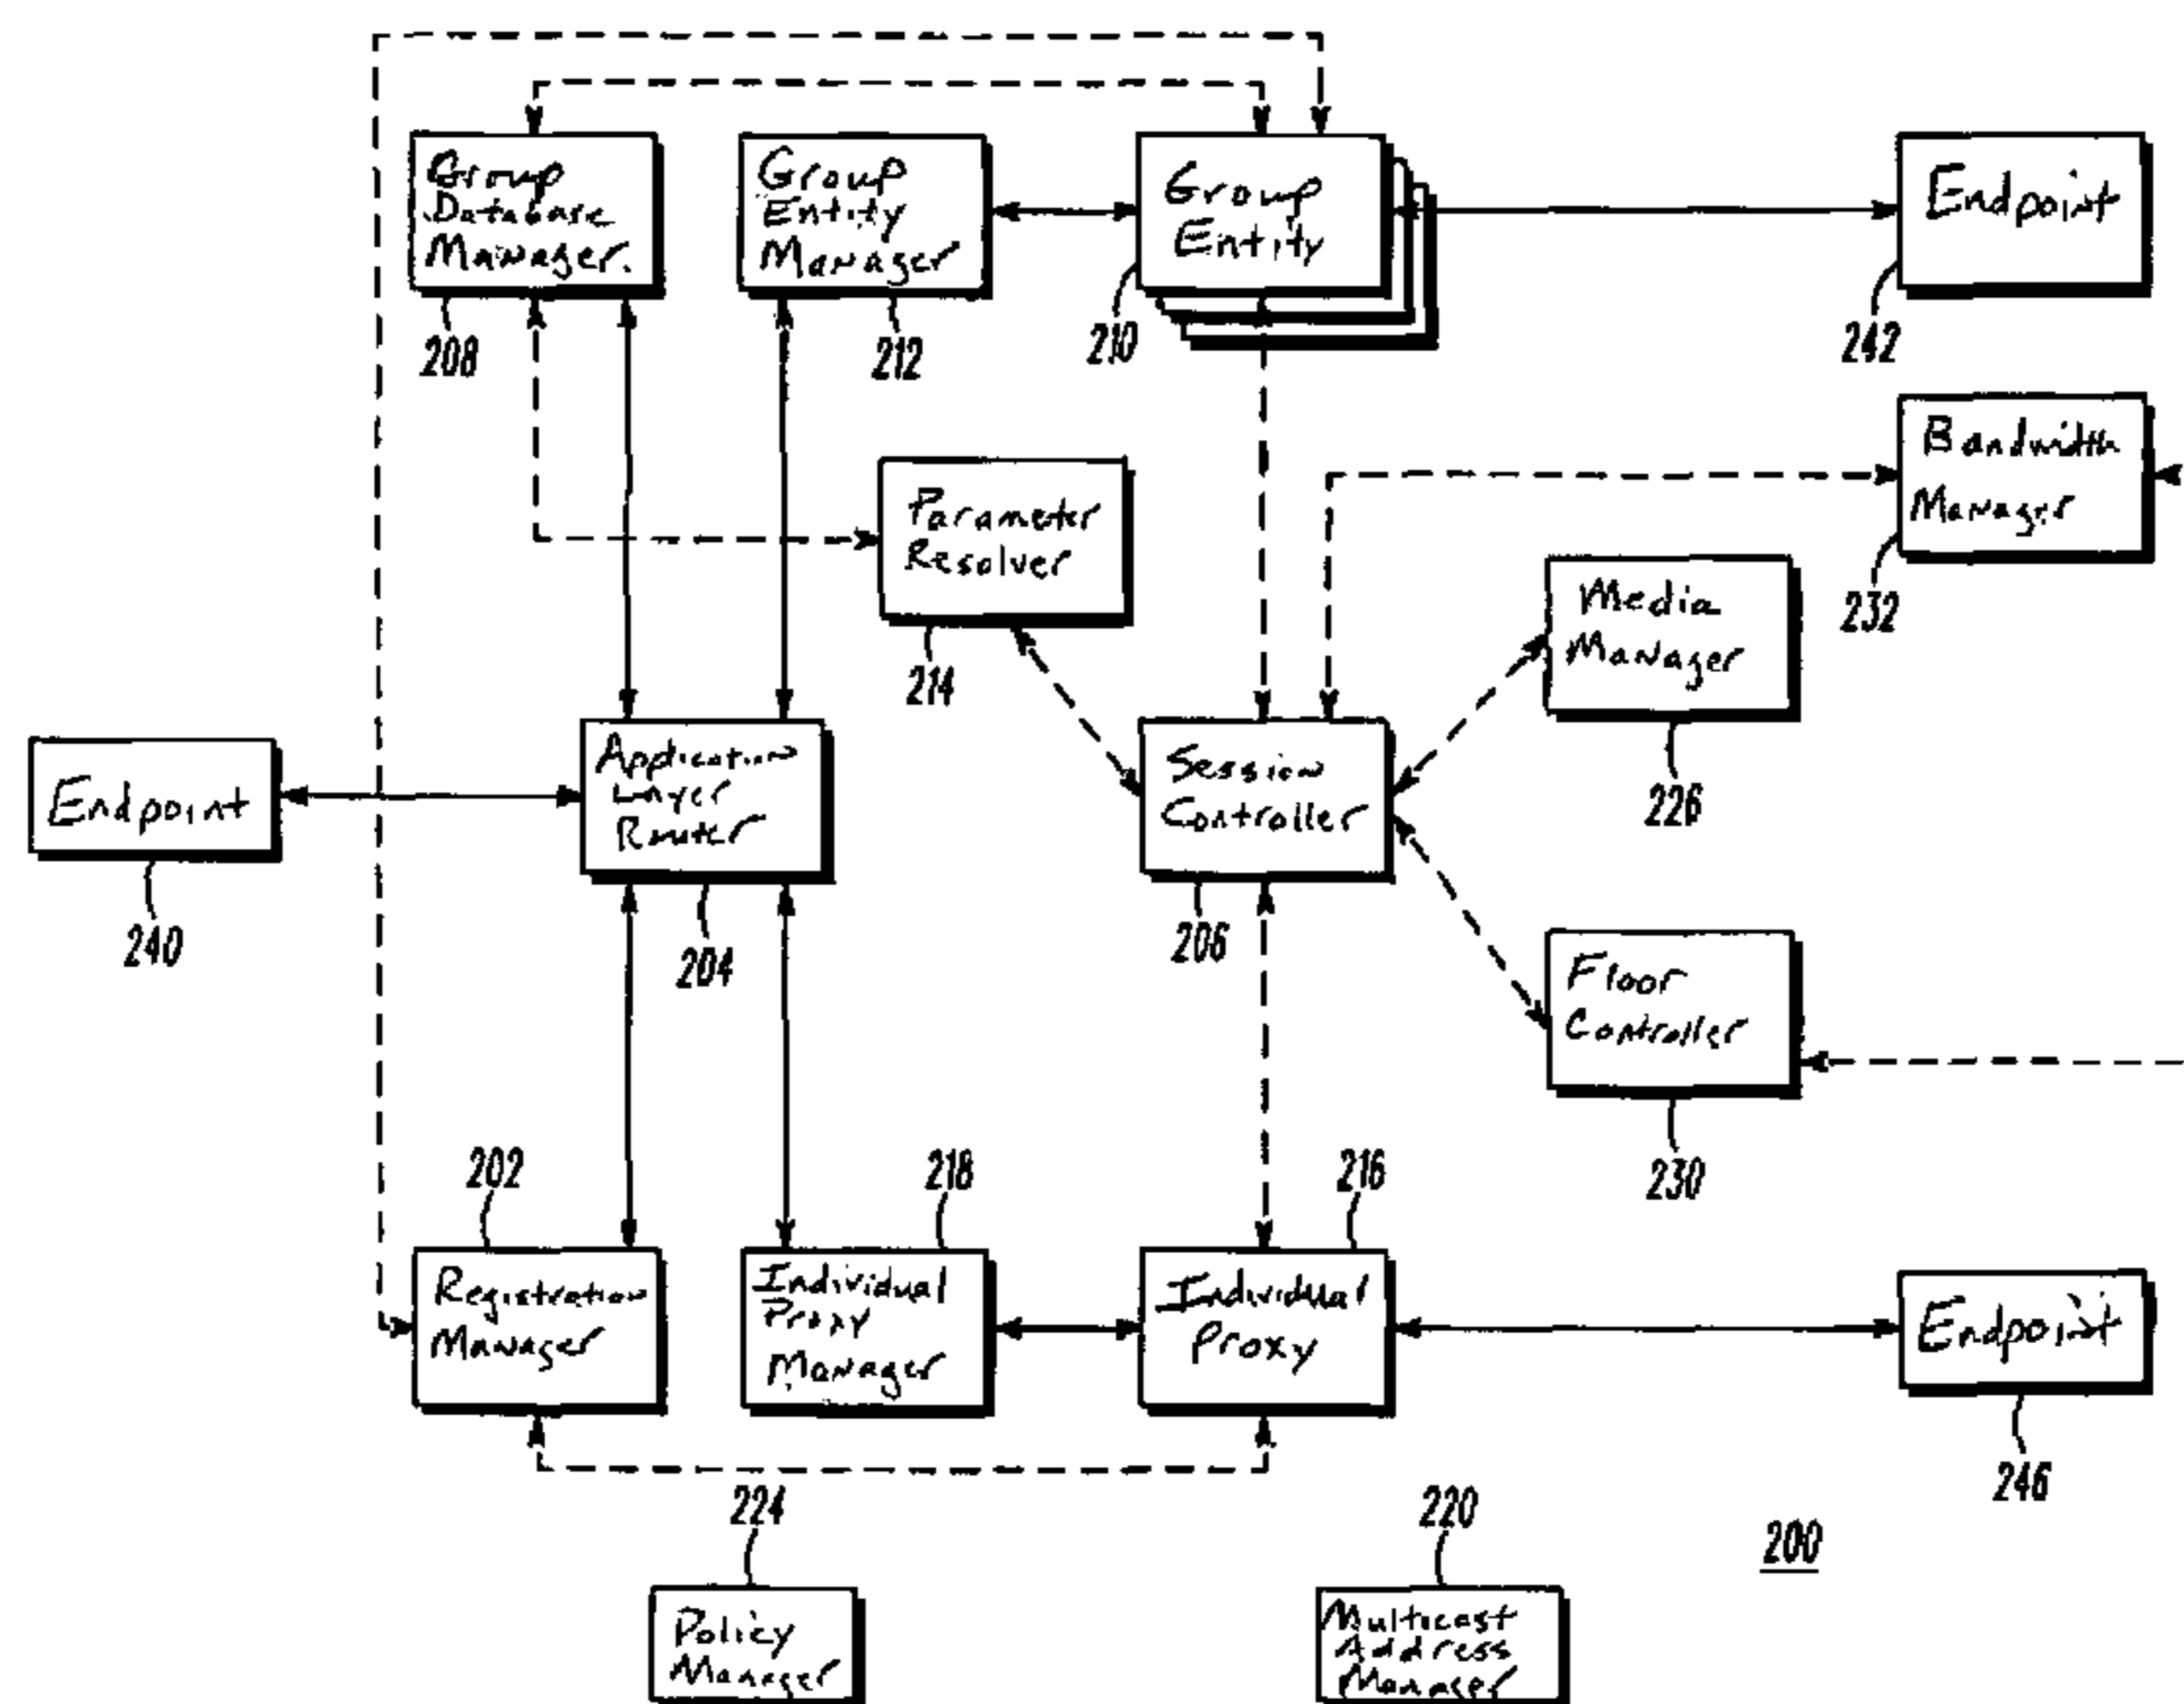 Group
Database
Manager.
208
Group
Entity
Manager
212
Group
Entity
210
Endpoint
242
Bandwidth
Manager
232
Parameter
Resolver
214
Media
Manager
226
Endpoint
240
Application
Layer
Router
204
Session
Controller
206
Floor
Controller
230
202
Registration
Manager
218
Individual
Proxy
Manager
216
Individual
Proxy
Endpoint
246
224
Policy
Manager
220
Multicast
Address
Manager
200